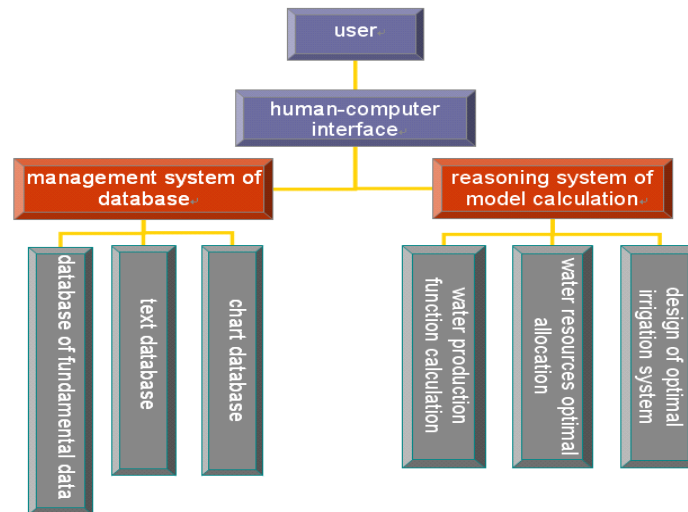 user
human-computer
interface
management system of
database
reasoning system of
model calculation
database of fundamental data
text database
chart database
water production
function calculation
water resources optimal
allocation
design of optimal
irrigation system